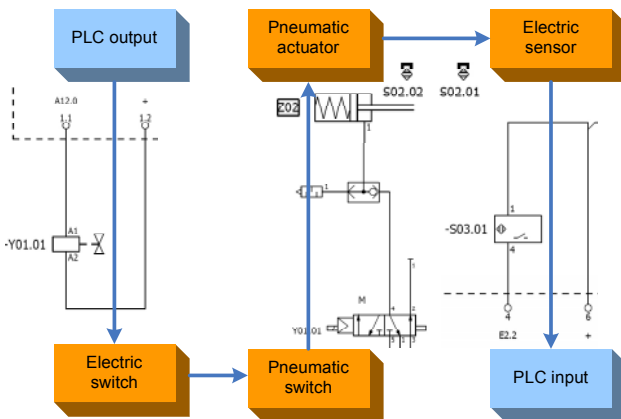 PLC output
Pneumatic
actuator
Electric
sensor
S02.02
S02.01
A12.0
+
1.1
1.2
Z02
1
1
-Y01.01
A1
A2
1
-S03.01
4
M
1
4
2
Y01.01
5
1
3
4
6
E2.2
+
Electric
switch
Pneumatic
switch
PLC input